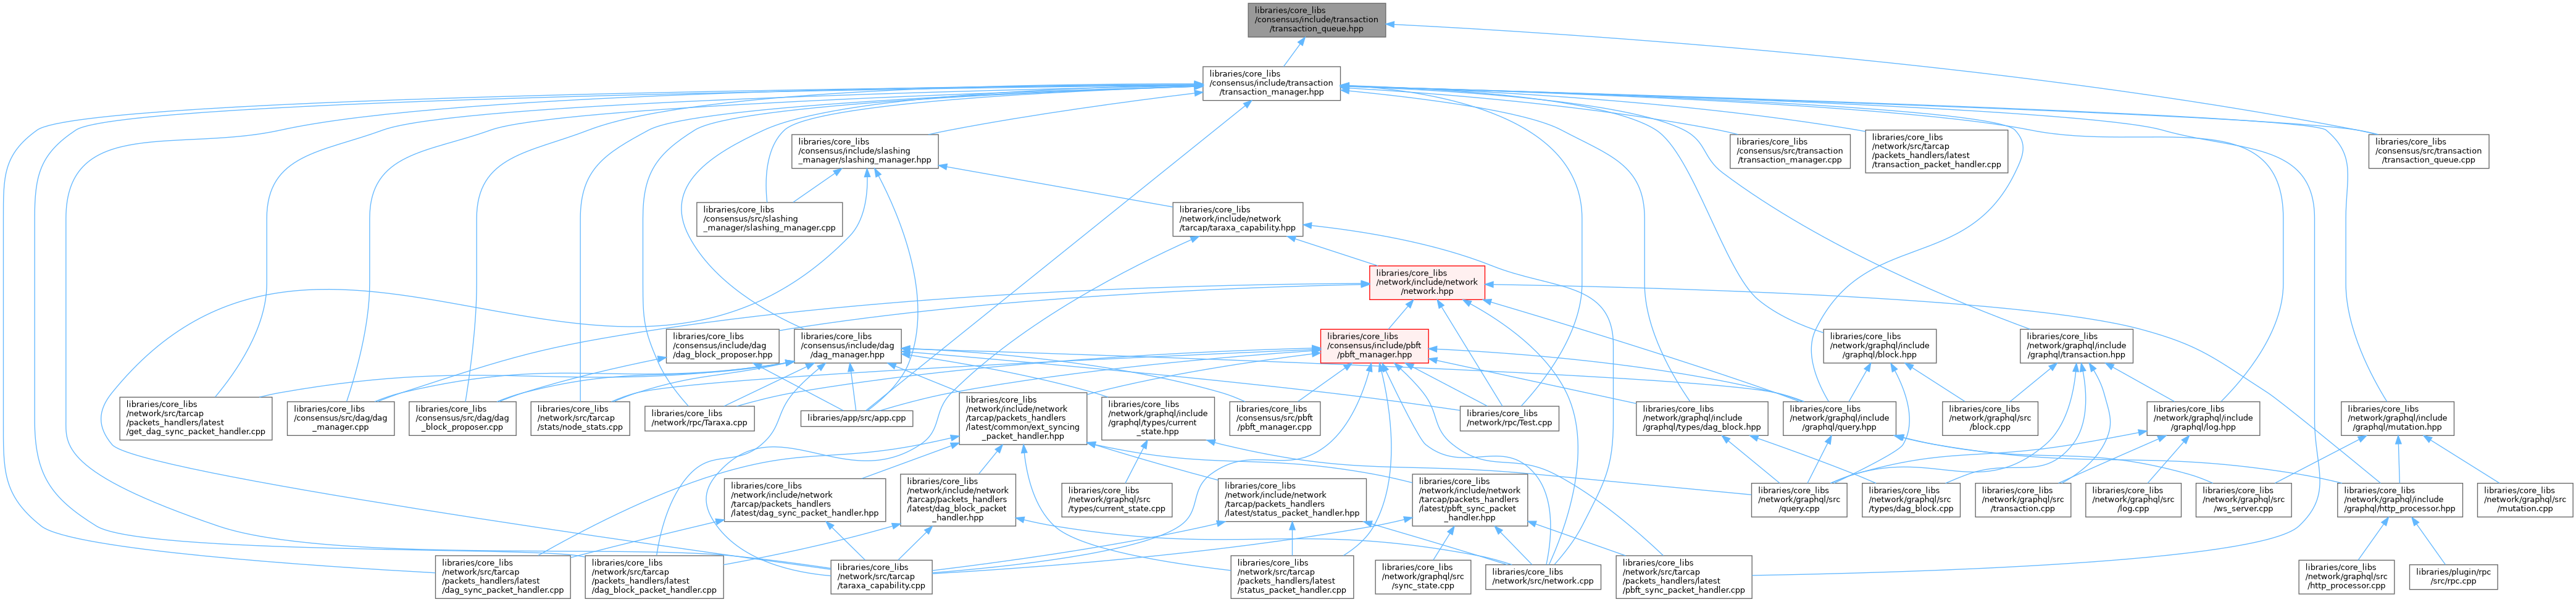 libraries/core_libs
/consensus/include/transaction
/transaction_queue.hpp
libraries/core_libs
/consensus/include/transaction
/transaction_manager.hpp
libraries/core_libs
/consensus/include/slashing
_manager/slashing_manager.hpp
libraries/core_libs
/consensus/src/transaction
/transaction_manager.cpp
libraries/core_libs
/network/src/tarcap
/packets_handlers/latest
/transaction_packet_handler.cpp
libraries/core_libs
/consensus/src/transaction
/transaction_queue.cpp
libraries/core_libs
/consensus/src/slashing
_manager/slashing_manager.cpp
libraries/core_libs
/network/include/network
/tarcap/taraxa_capability.hpp
libraries/core_libs
/network/include/network
/network.hpp
libraries/core_libs
/consensus/include/dag
/dag_block_proposer.hpp
libraries/core_libs
/consensus/include/dag
/dag_manager.hpp
libraries/core_libs
/consensus/include/pbft
/pbft_manager.hpp
libraries/core_libs
/network/graphql/include
/graphql/block.hpp
libraries/core_libs
/network/graphql/include
/graphql/transaction.hpp
libraries/core_libs
/network/src/tarcap
/packets_handlers/latest
/get_dag_sync_packet_handler.cpp
libraries/core_libs
/consensus/src/dag/dag
_manager.cpp
libraries/core_libs
/consensus/src/dag/dag
_block_proposer.cpp
libraries/core_libs
/network/src/tarcap
/stats/node_stats.cpp
libraries/core_libs
/network/rpc/Taraxa.cpp
libraries/app/src/app.cpp
libraries/core_libs
/network/include/network
/tarcap/packets_handlers
/latest/common/ext_syncing
_packet_handler.hpp
libraries/core_libs
/network/graphql/include
/graphql/types/current
_state.hpp
libraries/core_libs
/consensus/src/pbft
/pbft_manager.cpp
libraries/core_libs
/network/rpc/Test.cpp
libraries/core_libs
/network/graphql/include
/graphql/types/dag_block.hpp
libraries/core_libs
/network/graphql/include
/graphql/query.hpp
libraries/core_libs
/network/graphql/src
/block.cpp
libraries/core_libs
/network/graphql/include
/graphql/log.hpp
libraries/core_libs
/network/graphql/include
/graphql/mutation.hpp
libraries/core_libs
/network/include/network
/tarcap/packets_handlers
/latest/dag_sync_packet_handler.hpp
libraries/core_libs
/network/include/network
/tarcap/packets_handlers
/latest/dag_block_packet
_handler.hpp
libraries/core_libs
/network/graphql/src
/types/current_state.cpp
libraries/core_libs
/network/include/network
/tarcap/packets_handlers
/latest/status_packet_handler.hpp
libraries/core_libs
/network/include/network
/tarcap/packets_handlers
/latest/pbft_sync_packet
_handler.hpp
libraries/core_libs
/network/graphql/src
/query.cpp
libraries/core_libs
/network/graphql/src
/types/dag_block.cpp
libraries/core_libs
/network/graphql/src
/transaction.cpp
libraries/core_libs
/network/graphql/src
/log.cpp
libraries/core_libs
/network/graphql/src
/ws_server.cpp
libraries/core_libs
/network/graphql/include
/graphql/http_processor.hpp
libraries/core_libs
/network/graphql/src
/mutation.cpp
libraries/core_libs
/network/src/tarcap
/packets_handlers/latest
/dag_sync_packet_handler.cpp
libraries/core_libs
/network/src/tarcap
/packets_handlers/latest
/dag_block_packet_handler.cpp
libraries/core_libs
/network/src/tarcap
/taraxa_capability.cpp
libraries/core_libs
/network/src/tarcap
/packets_handlers/latest
/status_packet_handler.cpp
libraries/core_libs
/network/graphql/src
/sync_state.cpp
libraries/core_libs
/network/src/network.cpp
libraries/core_libs
/network/src/tarcap
/packets_handlers/latest
/pbft_sync_packet_handler.cpp
libraries/core_libs
/network/graphql/src
/http_processor.cpp
libraries/plugin/rpc
/src/rpc.cpp